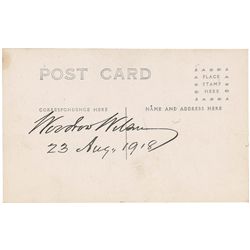 POST CARD
PLACE
STAMP
HERE
CORRESPONDENCE HERE
NAME AND ADDRESS HERE
Woodrow Wilson
23 Aug. 1918